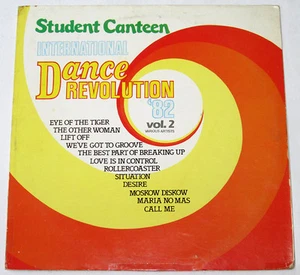 Student Canteen
INTERNATIONAL
Dance
REVOLUTION
'82
vol. 2
VARIOUS ARTISTS
EYE OF THE TIGER
THE OTHER WOMAN
LIFT OFF
WE'VE GOT TO GROOVE
THE BEST PART OF BREAKING UP
LOVE IS IN CONTROL
ROLLERCOASTER
SITUATION
DESIRE
MOSKOW DISKOW
MARIA NO MAS
CALL ME